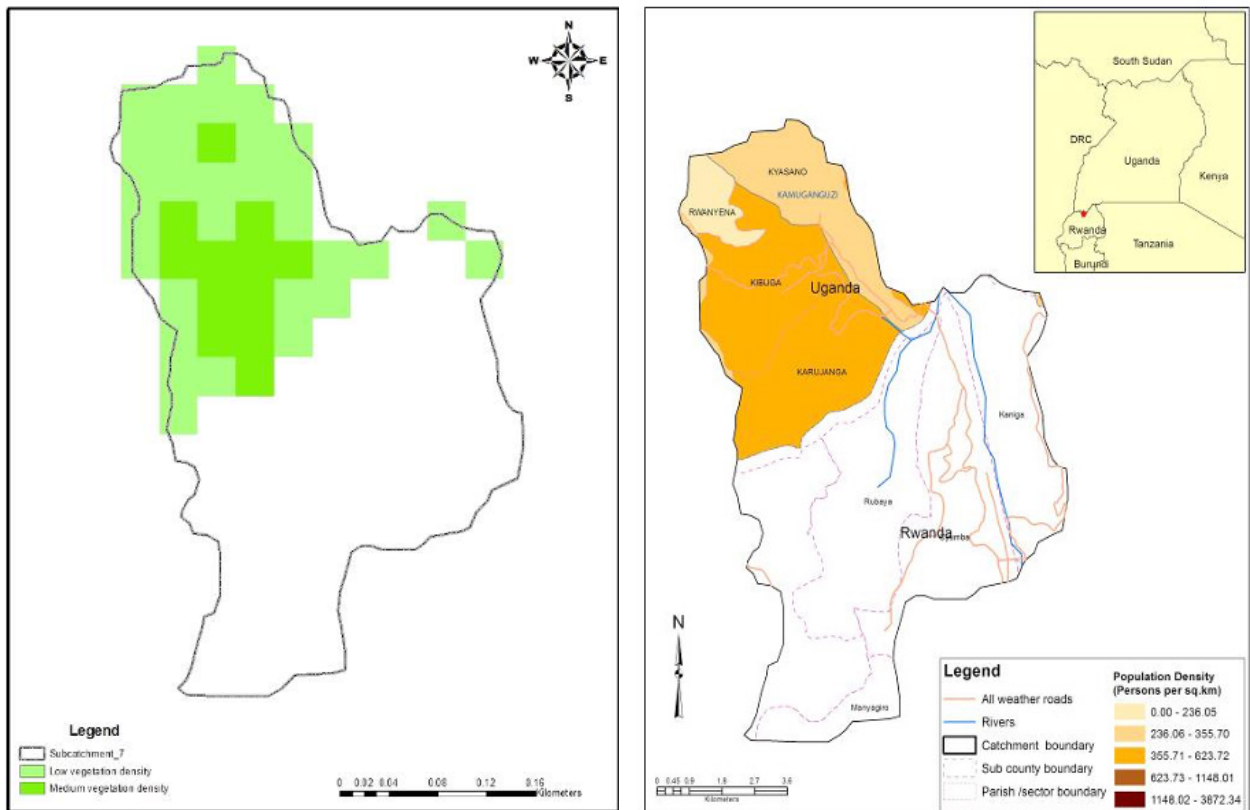 N
W E
S
Legend
Subcatchment_7
Low vegetation density
Medium vegetation density
0 0.02 0.04 0.08 0.12 0.16
Kilometers
South Sudan
DRC
Uganda
Kenya
Rwanda
Tanzania
Burundi
KYASANO
KAMUGANGUZI
RWANYENA
KIBUGA
Uganda
KARUJANGA
Kaniga
Rubaya
Rwanda
Manyagiro
N
0 0.45 0.9 1.8 2.7 3.6
Kilometers
Legend
All weather roads
Rivers
Catchment boundary
Sub county boundary
Parish /sector boundary
Population Density
(Persons per sq.km)
0.00 - 236.05
236.06 - 355.70
355.71 - 623.72
623.73 - 1148.01
1148.02 - 3872.34